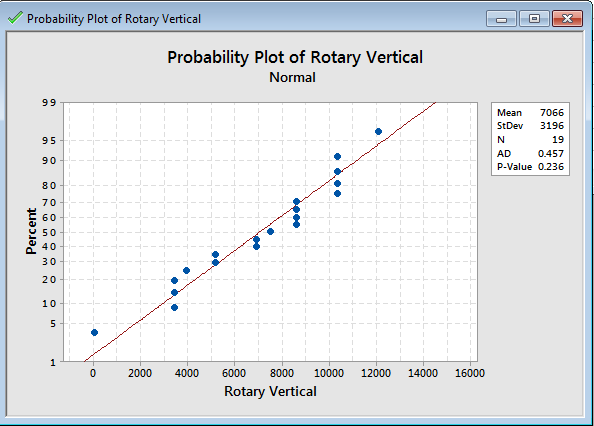 Probability Plot of Rotary Vertical
Probability Plot of Rotary Vertical
Normal
Mean 7066
StDev 3196
N 19
AD 0.457
P-Value 0.236
99
95
90
80
70
60
50
40
30
20
10
5
1
Percent
0 2000 4000 6000 8000 10000 12000 14000 16000
Rotary Vertical